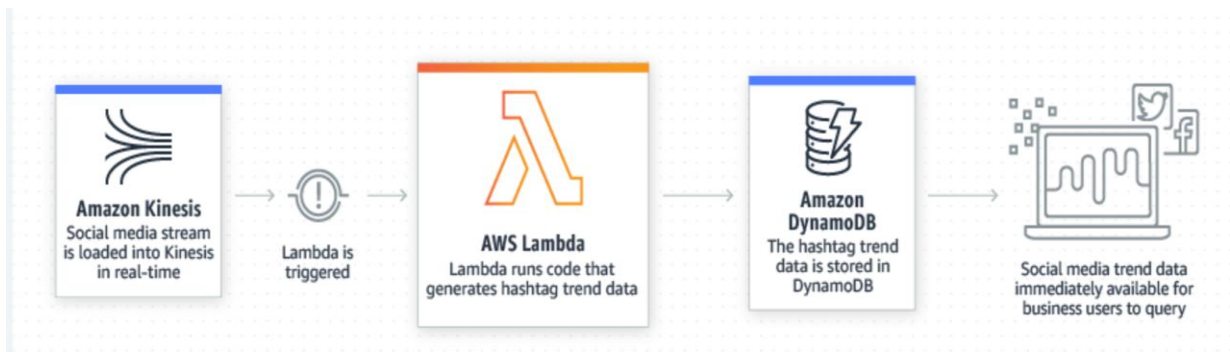 Amazon Kinesis
Social media stream
is loaded into Kinesis
in real-time
Lambda is
triggered
AWS Lambda
Lambda runs code that
generates hashtag trend data
Amazon
DynamoDB
The hashtag trend
data is stored in
DynamoDB
Social media trend data
immediately available for
business users to query